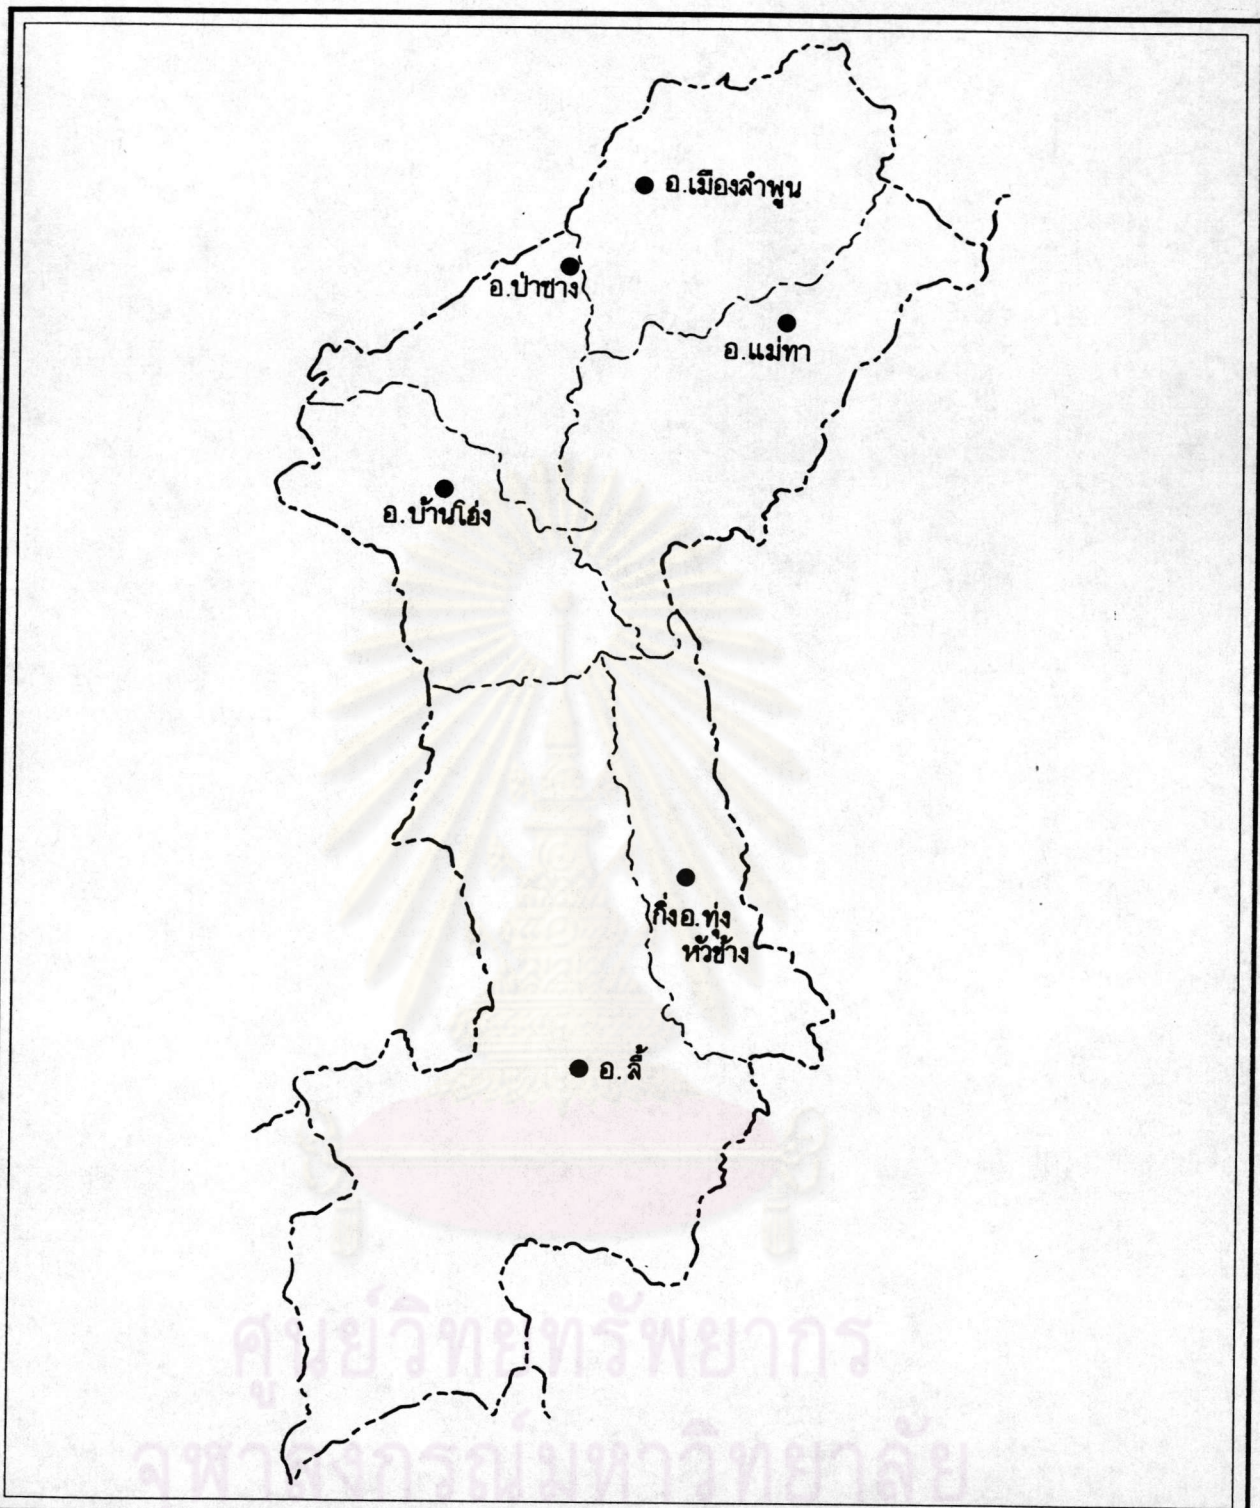 อ.เมืองลำพูน
อ.ป่าซาง
อ.แม่ทา
อ.บ้านโฮ่ง
กิ่งอ.ทุ่ง
หัวช้าง
อ.ลี้
ศูนย์วิทยทรัพยากร
จุฬาลงกรณ์มหาวิทยาลัย